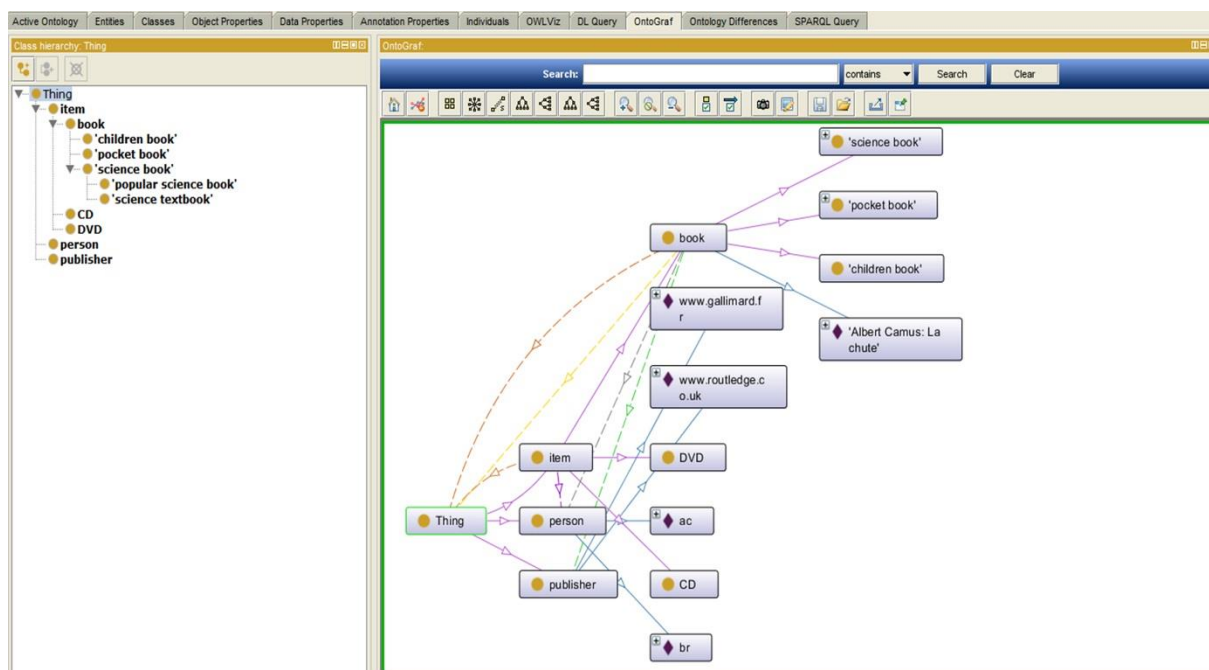 Active Ontology Entities Classes Object Properties Data Properties Annotation Properties Individuals OWLViz DL Query OntoGraf Ontology Differences SPARQL Query
Class hierarchy: Thing
Thing
item
book
'children book'
'pocket book'
'science book'
'popular science book'
'science textbook'
CD
DVD
person
publisher
OntoGraf:
Search: contains Search Clear
'science book'
'pocket book'
book
'children book'
www.gallimard.f
r
'Albert Camus: La
chute'
www.routledge.c
o.uk
item
DVD
Thing
person
ac
publisher
CD
br